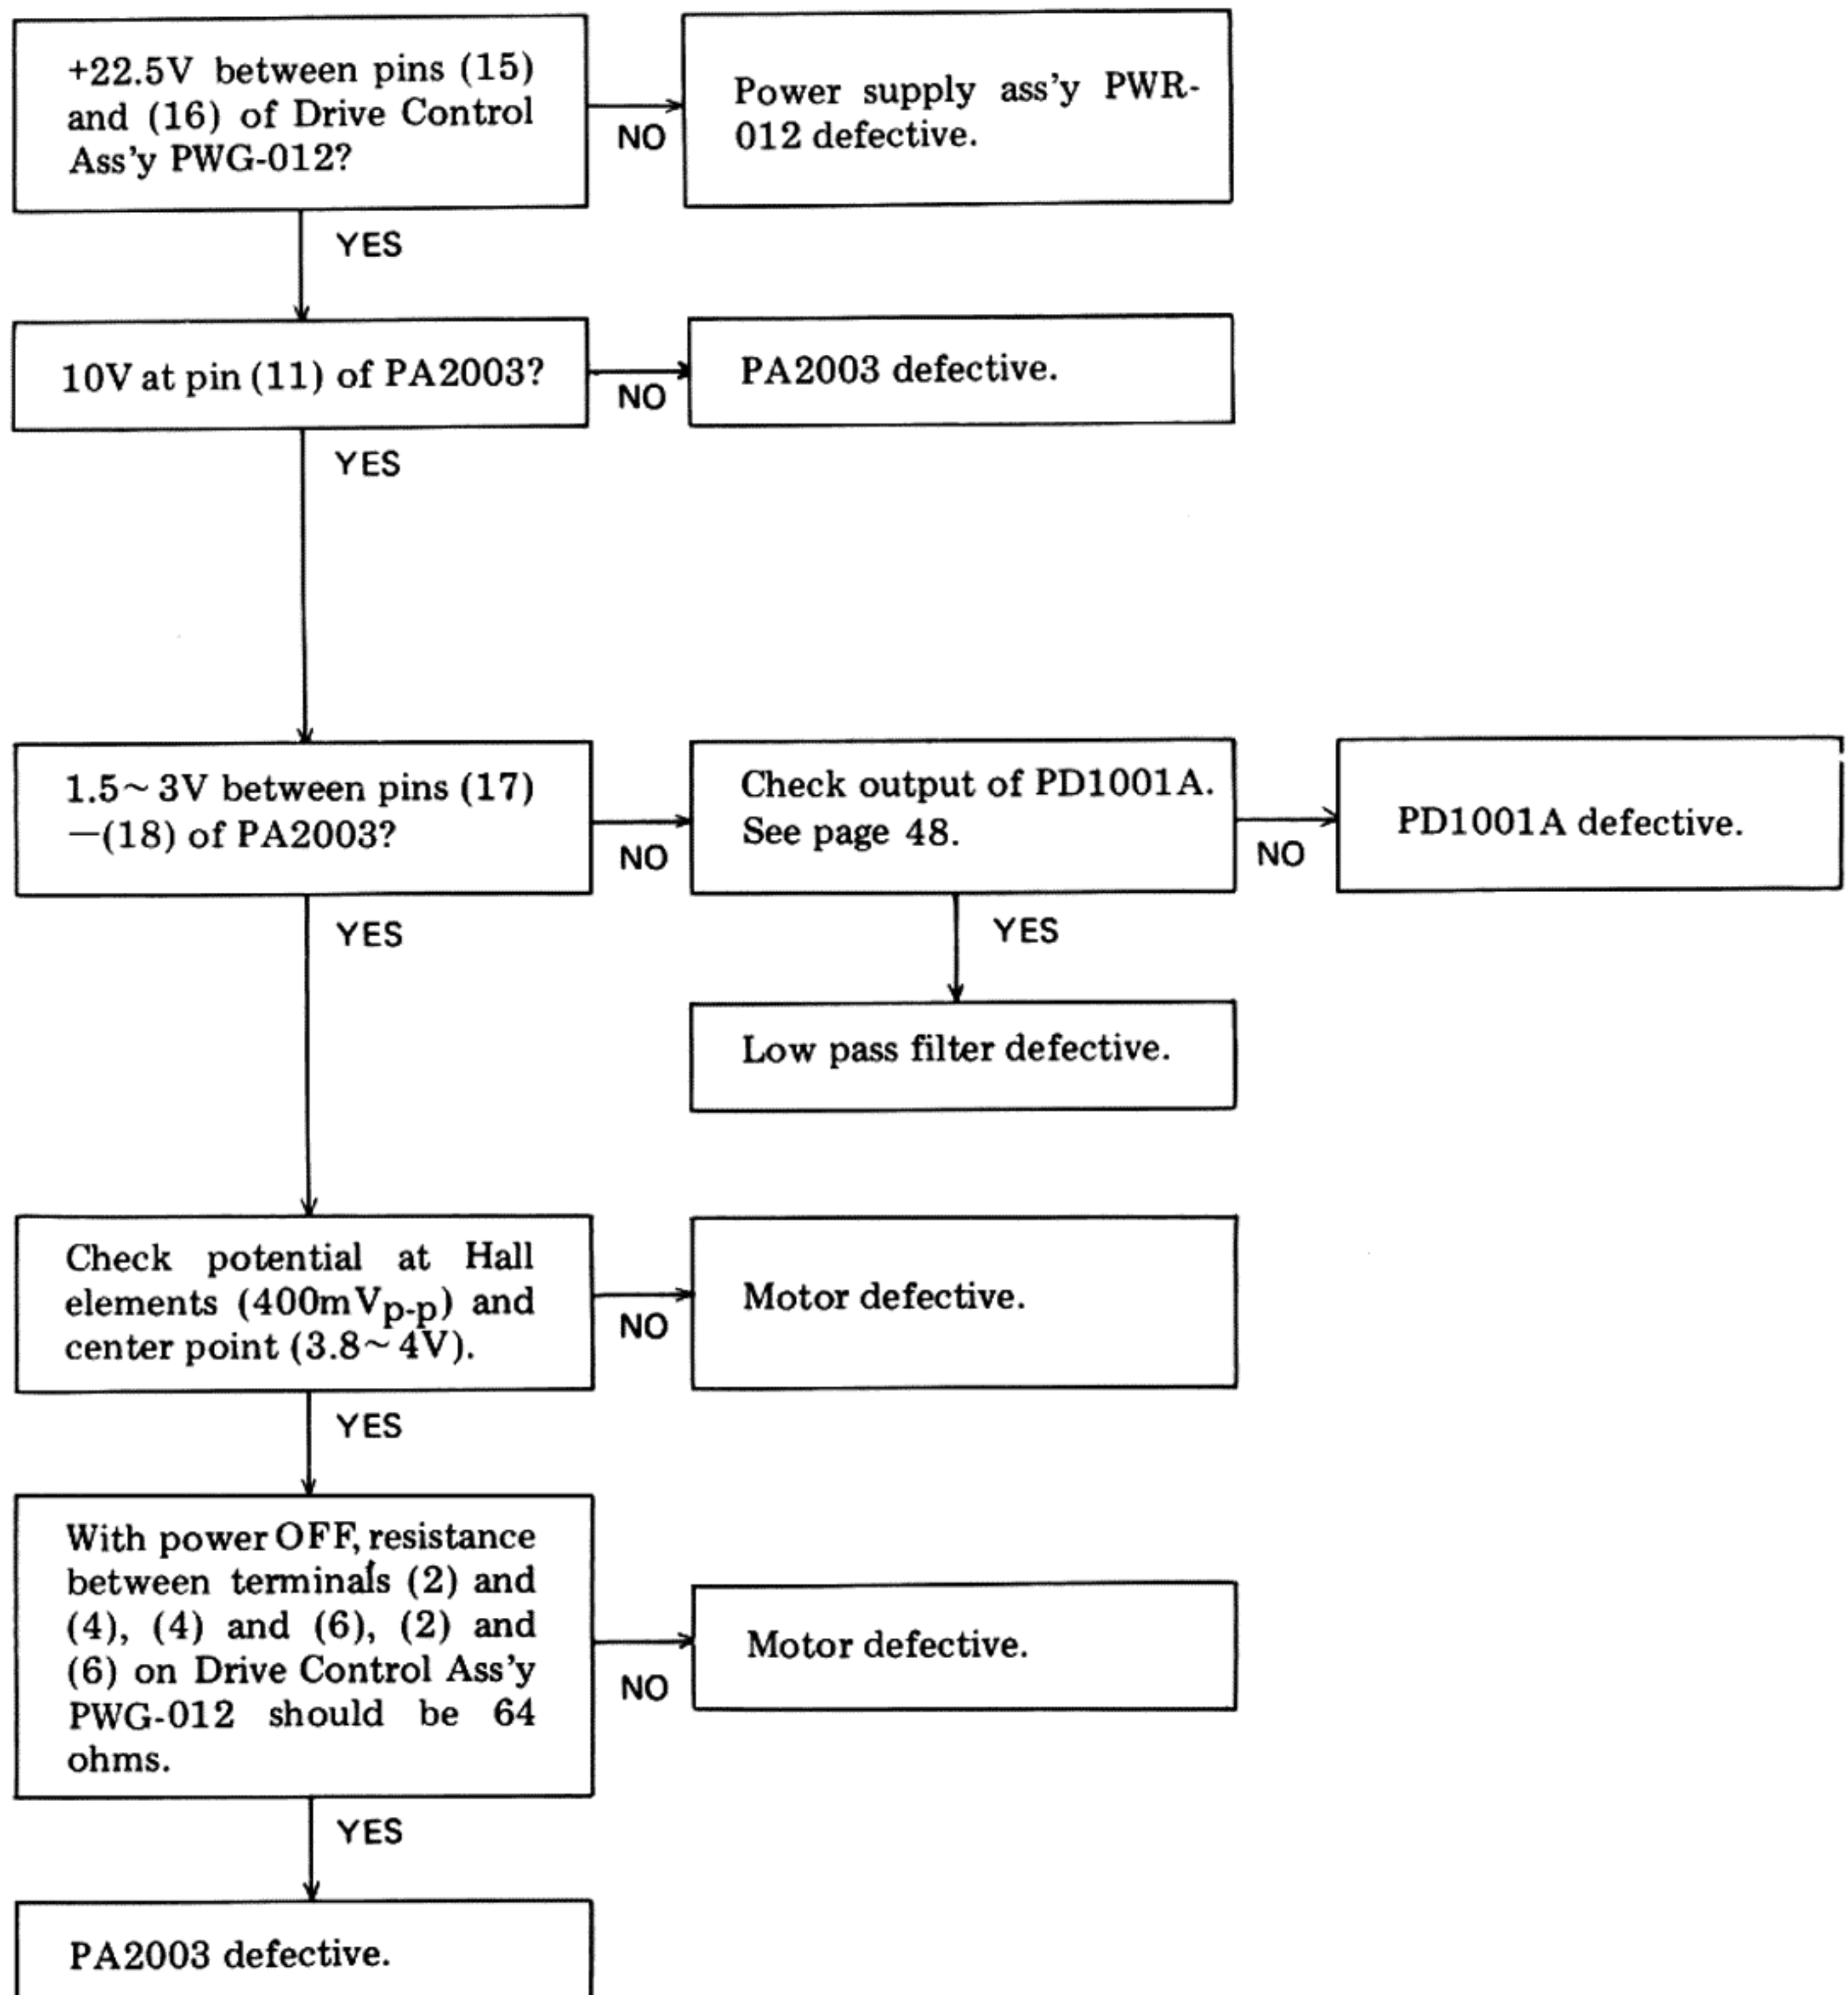 +22.5V between pins (15)
and (16) of Drive Control
Ass'y PWG-012?
NO
Power supply ass'y PWR-
012 defective.
YES
10V at pin (11) of PA2003?
NO
PA2003 defective.
YES
1.5~ 3V between pins (17)
—(18) of PA2003?
NO
Check output of PD1001A.
See page 48.
NO
PD1001A defective.
YES
YES
Low pass filter defective.
Check potential at Hall
elements (400mVp-p) and
center point (3.8~ 4V).
NO
Motor defective.
YES
With power OFF, resistance
between terminals (2) and
(4), (4) and (6), (2) and
(6) on Drive Control Ass'y
PWG-012 should be 64
ohms.
NO
Motor defective.
YES
PA2003 defective.